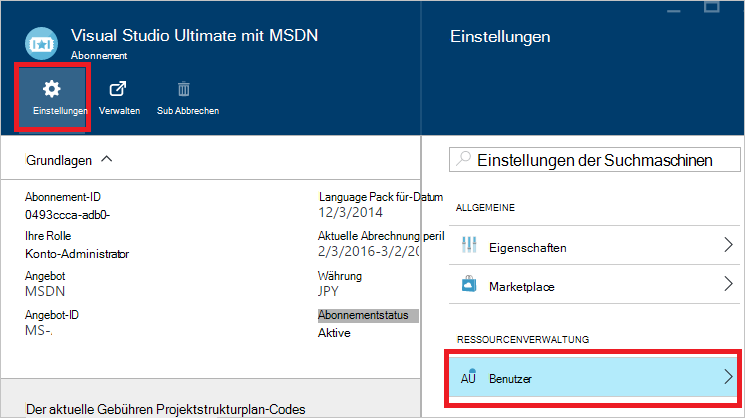 Visual Studio Ultimate mit MSDN
Abonnement
Einstellungen
Verwalten
Sub Abbrechen
Grundlagen
Abonnement-ID
0493ccca-adb0-
Ihre Rolle
Konto-Administrator
Angebot
MSDN
Angebot-ID
MS-.
Language Pack für-Datum
12/3/2014
Aktuelle Abrechnung peril
2/3/2016-3/2/20
Währung
JPY
Abonnementstatus
Aktive
Der aktuelle Gebühren Projektstrukturplan-Codes
Einstellungen
Einstellungen der Suchmaschinen
ALLGEMEINE
Eigenschaften
Marketplace
RESSOURCENVERWALTUNG
AU Benutzer